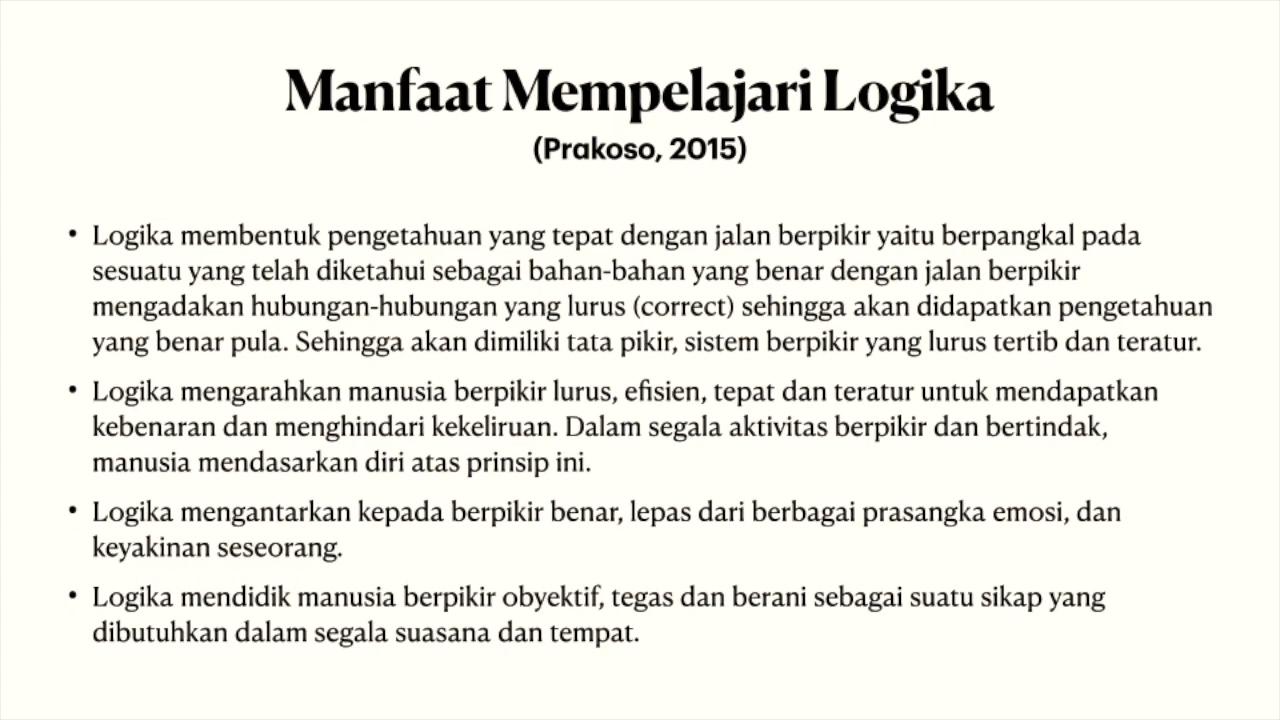 Manfaat Mempelajari Logika
(Prakoso, 2015)
• Logika membentuk pengetahuan yang tepat dengan jalan berpikir yaitu berpangkal pada
sesuatu yang telah diketahui sebagai bahan-bahan yang benar dengan jalan berpikir
mengadakan hubungan-hubungan yang lurus (correct) sehingga akan didapatkan pengetahuan
yang benar pula. Sehingga akan dimiliki tata pikir, sistem berpikir yang lurus tertib dan teratur.
• Logika mengarahkan manusia berpikir lurus, efisien, tepat dan teratur untuk mendapatkan
kebenaran dan menghindari kekeliruan. Dalam segala aktivitas berpikir dan bertindak,
manusia mendasarkan diri atas prinsip ini.
• Logika mengantarkan kepada berpikir benar, lepas dari berbagai prasangka emosi, dan
keyakinan seseorang.
• Logika mendidik manusia berpikir obyektif, tegas dan berani sebagai suatu sikap yang
dibutuhkan dalam segala suasana dan tempat.